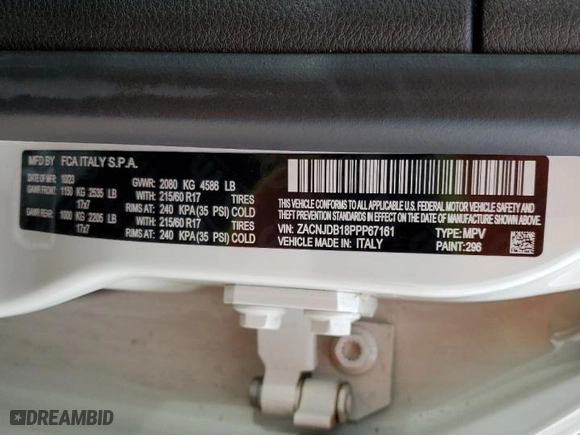 MFD BY FCA ITALY S.P.A.
DATE OF MFR 10/23 GVWR: 2080 KG 4586 LB
GAWR FRONT: 1150 KG 2535 LB WITH: 215/60 R17 TIRES
17x7 RIMS AT: 240 KPA (35 PSI) COLD
GAWR REAR: 1000 KG 2205 LB WITH: 215/60 R17 TIRES
17x7 RIMS AT: 240 KPA (35 PSI) COLD
THIS VEHICLE CONFORMS TO ALL APPLICABLE U.S. FEDERAL MOTOR VEHICLE SAFETY,
BUMPER AND THEFT PREVENTION STANDARDS IN EFFECT ON THE DATE OF MANUFACTURE SHOWN ABOVE.
VIN: ZACNJDB18PPP67161 TYPE: MPV
VEHICLE MADE IN: ITALY PAINT: 296
DREAMBID